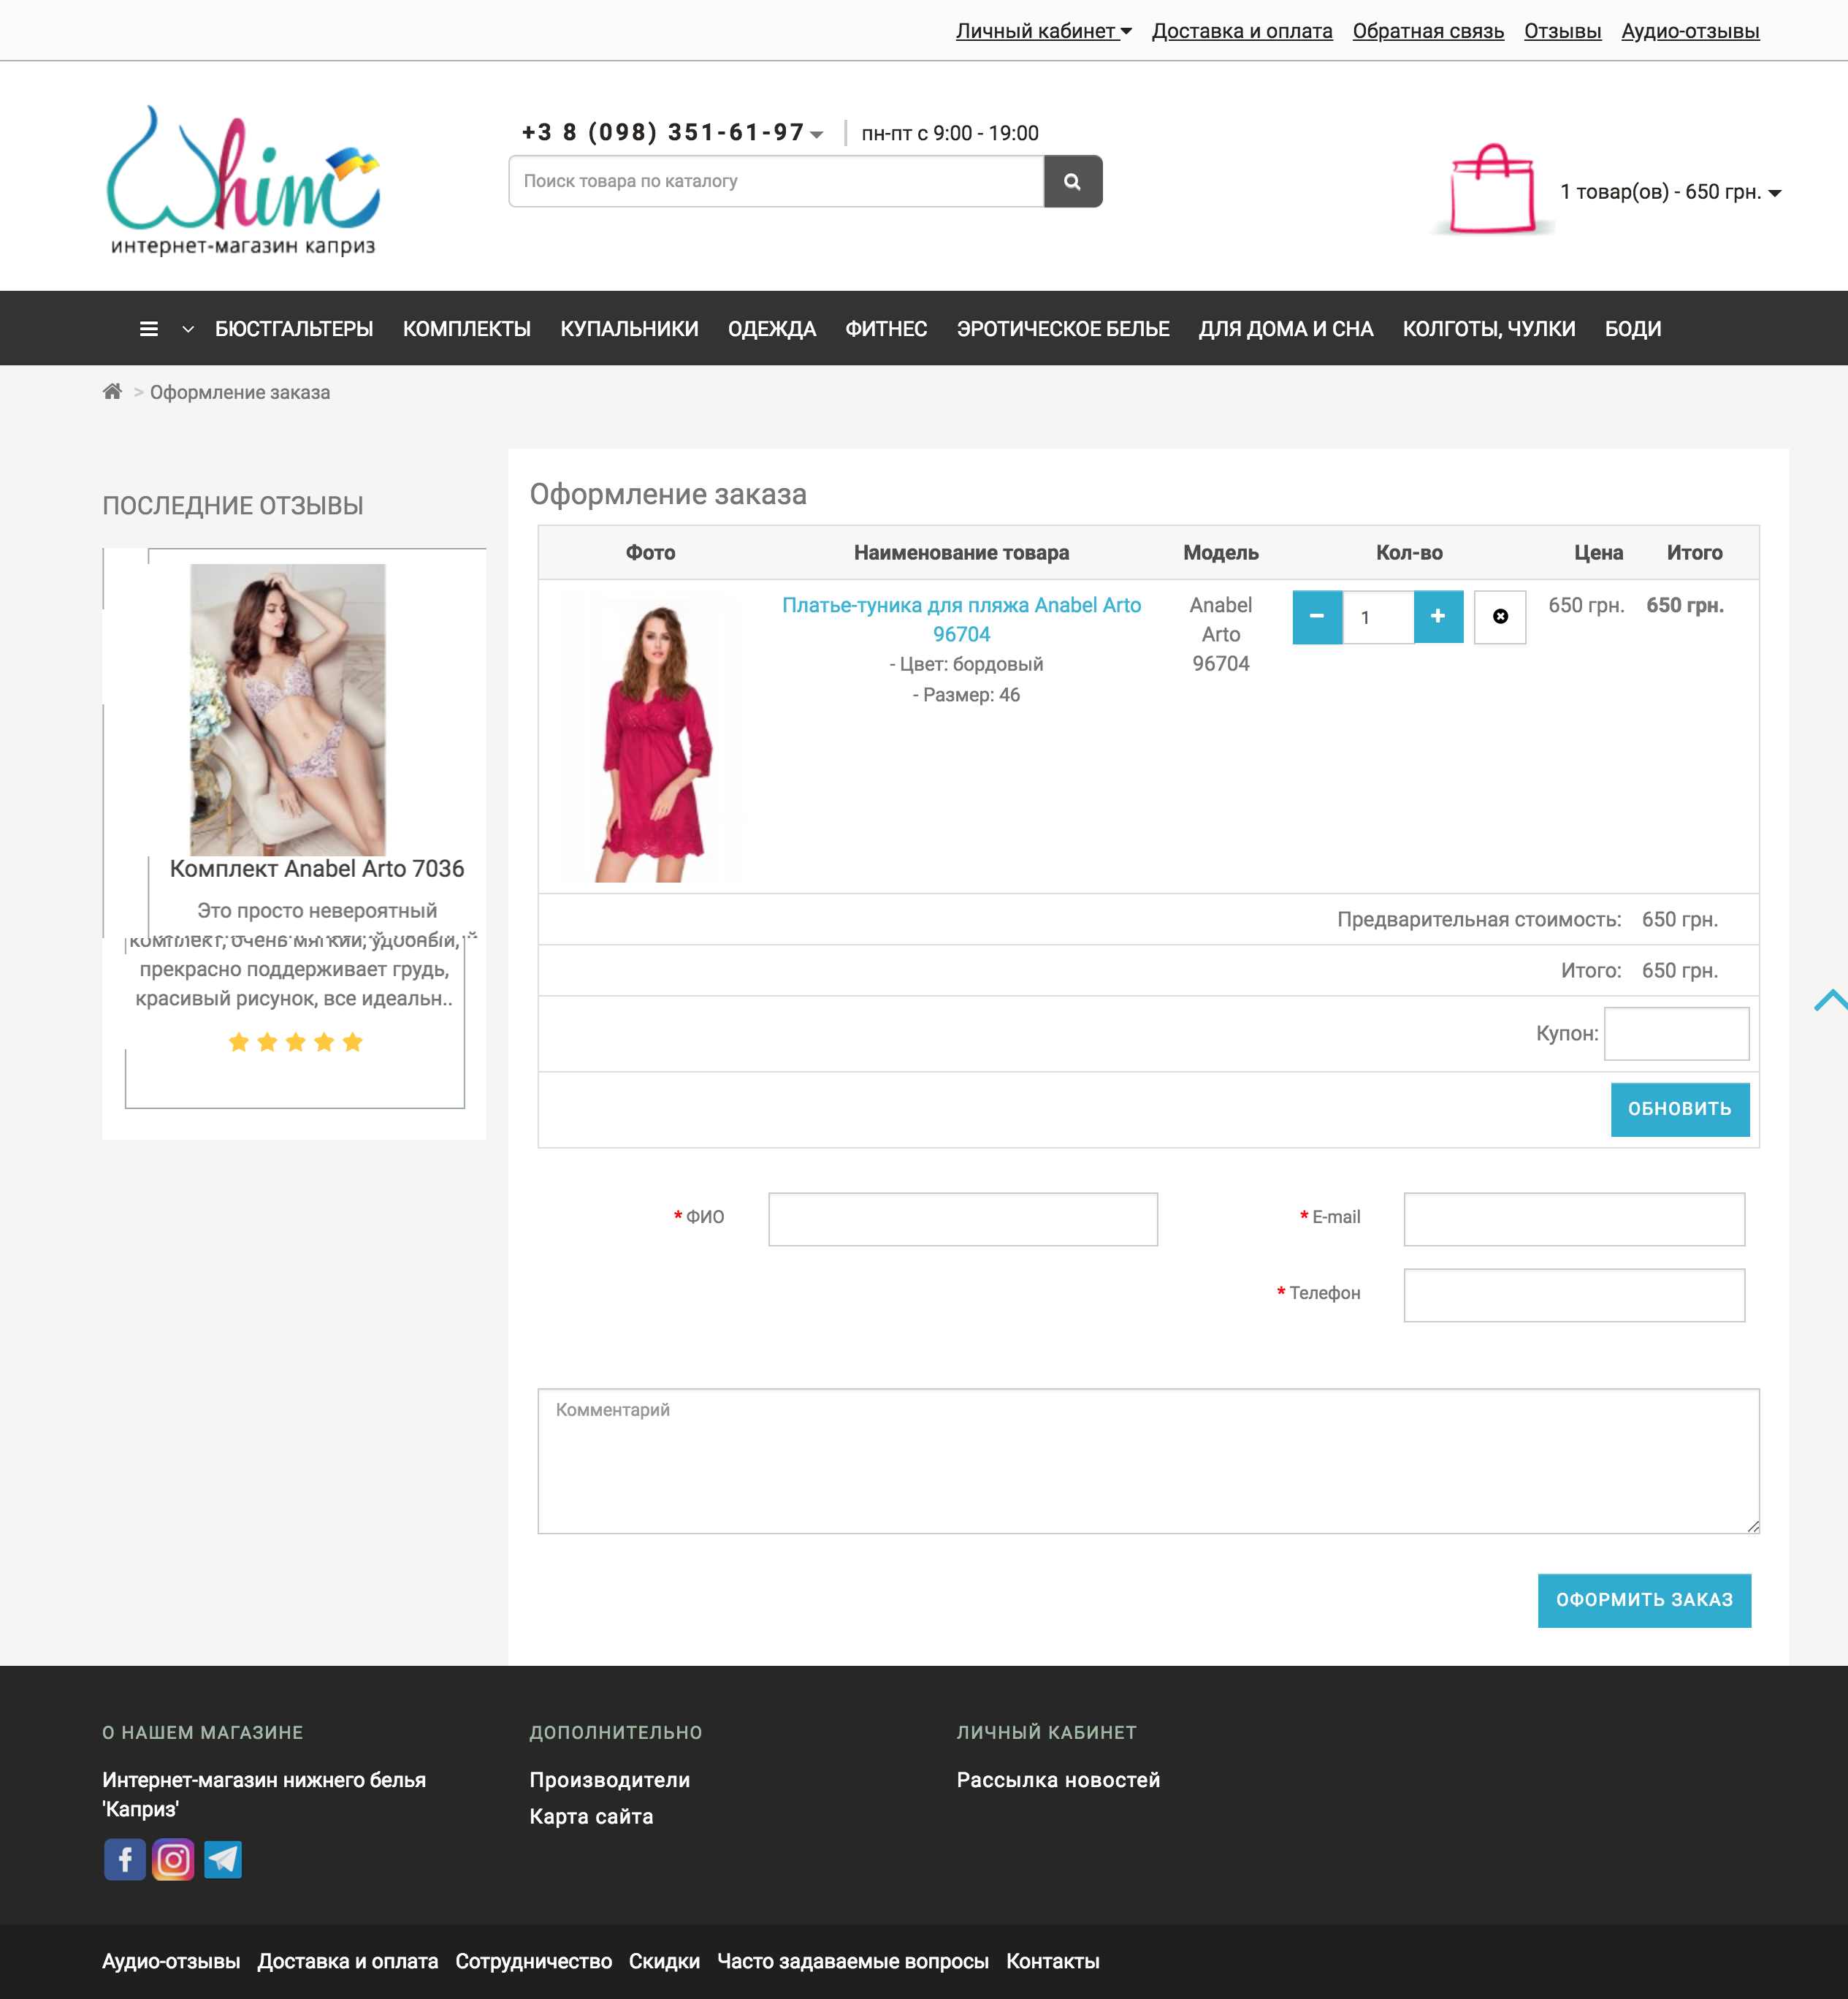 Личный кабинет Доставка и оплата Обратная связь Отзывы Аудио-отзывы
Whim
интернет-магазин каприз
+3 8 (098) 351-61-97 пн-пт с 9:00 - 19:00
Поиск товара по каталогу
1 товар(ов) - 650 грн.
БЮСТГАЛЬТЕРЫ КОМПЛЕКТЫ КУПАЛЬНИКИ ОДЕЖДА ФИТНЕС ЭРОТИЧЕСКОЕ БЕЛЬЕ ДЛЯ ДОМА И СНА КОЛГОТЫ, ЧУЛКИ БОДИ
> Оформление заказа
ПОСЛЕДНИЕ ОТЗЫВЫ
Комплект Anabel Arto 7036
Это просто невероятный
комплект, очень мягкий, удобный,
прекрасно поддерживает грудь,
красивый рисунок, все идеальн..
Оформление заказа
Фото Наименование товара Модель Кол-во Цена Итого
Платье-туника для пляжа Anabel Arto
96704
- Цвет: бордовый
- Размер: 46
Anabel
Arto
96704
1
650 грн. 650 грн.
Предварительная стоимость: 650 грн.
Итого: 650 грн.
Купон:
ОБНОВИТЬ
* ФИО
* E-mail
* Телефон
Комментарий
ОФОРМИТЬ ЗАКАЗ
О НАШЕМ МАГАЗИНЕ
Интернет-магазин нижнего белья
'Каприз'
ДОПОЛНИТЕЛЬНО
Производители
Карта сайта
ЛИЧНЫЙ КАБИНЕТ
Рассылка новостей
Аудио-отзывы Доставка и оплата Сотрудничество Скидки Часто задаваемые вопросы Контакты